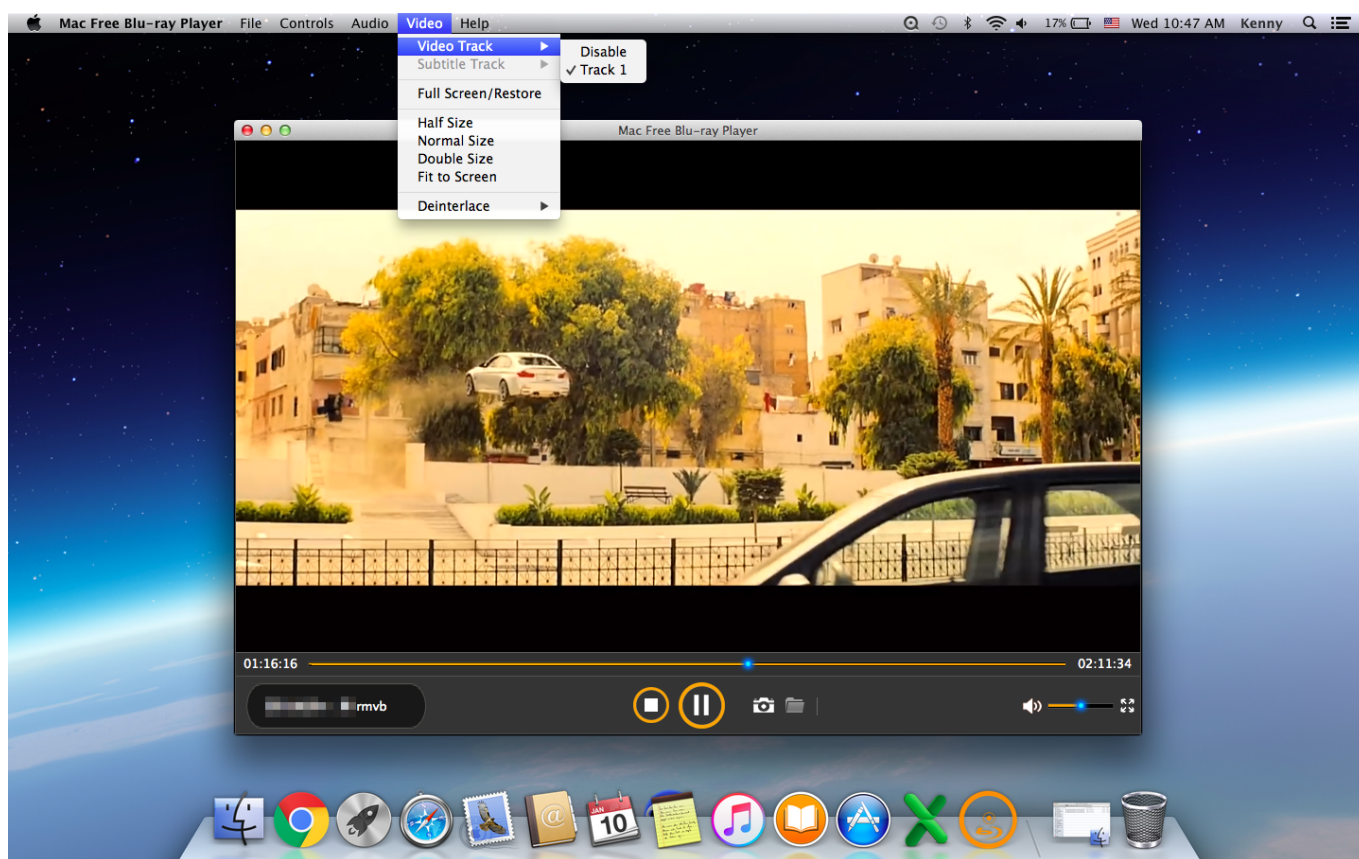 Mac Free Blu-ray Player File Controls Audio Video Help 17% Wed 10:47 AM Kenny
Video Track
Disable
Subtitle Track
✓ Track 1
Full Screen/Restore
Half Size
Normal Size
Double Size
Fit to Screen
Deinterlace
Mac Free Blu-ray Player
01:16:16 02:11:34
rmvb
JAN
10